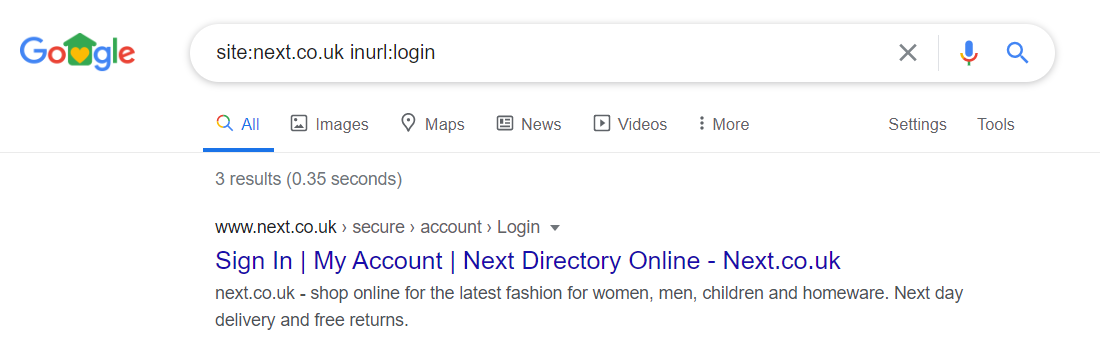 Google
site:next.co.uk inurl:login
All Images Maps News Videos More Settings Tools
3 results (0.35 seconds)
www.next.co.uk › secure › account › Login
Sign In | My Account | Next Directory Online - Next.co.uk
next.co.uk - shop online for the latest fashion for women, men, children and homeware. Next day
delivery and free returns.